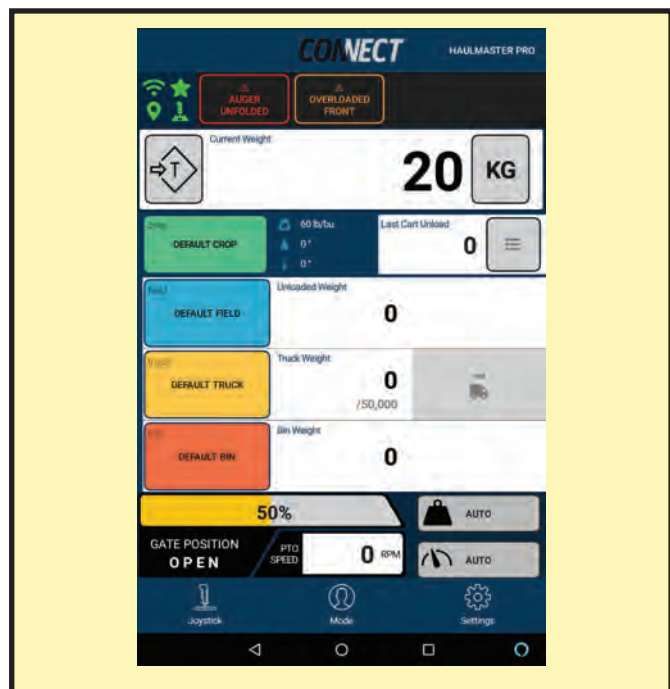 CONNECT HAULMASTER PRO
AUGER
UNFOLDED
OVERLOADED
FRONT
Current Weight
T 20 KG
DEFAULT CROP
60 lb/bu
0°
0°
Last Cart Unload
0
DEFAULT FIELD
Unloaded Weight
0
DEFAULT TRUCK
Truck Weight
0
/50,000
DEFAULT BIN
Bin Weight
0
50%
AUTO
GATE POSITION
OPEN
PTO
SPEED
0 RPM
AUTO
Joystick Mode Settings